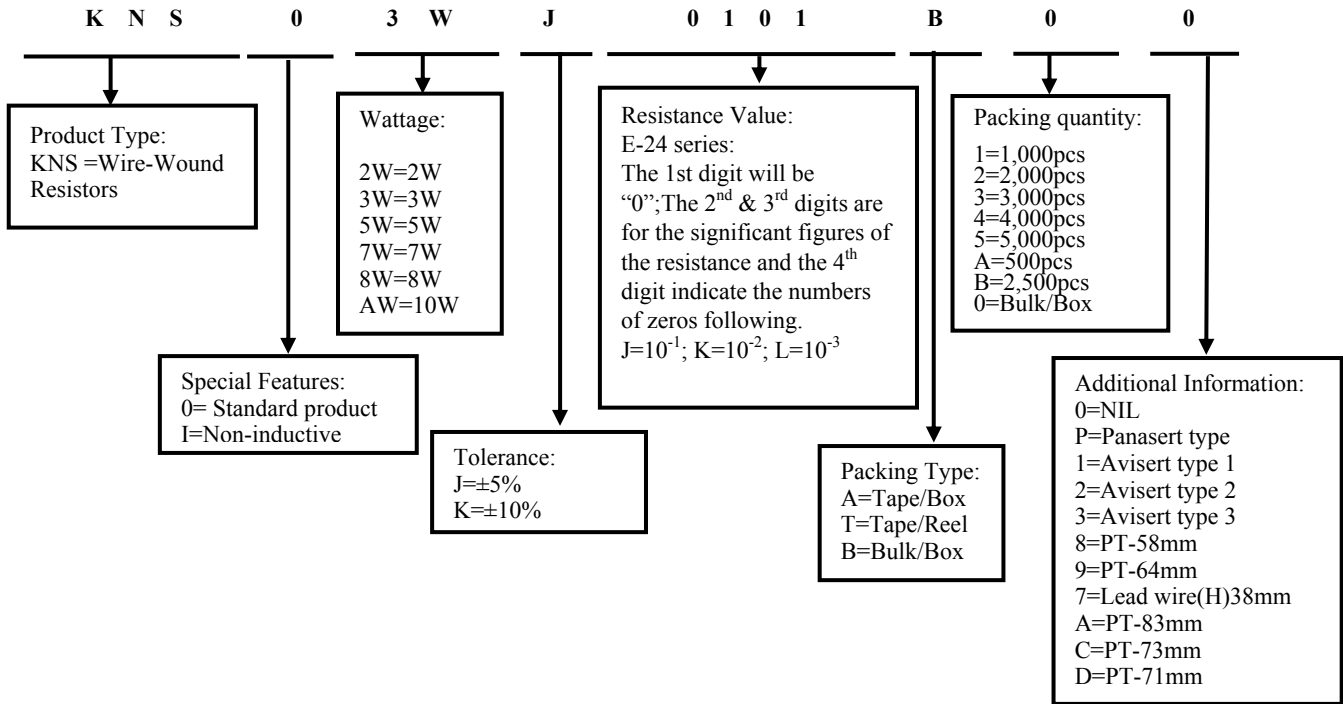 K N S 0 3 W J 0 1 0 1 B 0 0
Product Type:
KNS =Wire-Wound
Resistors
Wattage:
2W=2W
3W=3W
5W=5W
7W=7W
8W=8W
AW=10W
Resistance Value:
E-24 series:
The 1st digit will be
“0”;The 2nd & 3rd digits are
for the significant figures of
the resistance and the 4th
digit indicate the numbers
of zeros following.
J=10-1; K=10-2; L=10-3
Packing quantity:
1=1,000pcs
2=2,000pcs
3=3,000pcs
4=4,000pcs
5=5,000pcs
A=500pcs
B=2,500pcs
0=Bulk/Box
Special Features:
0= Standard product
I=Non-inductive
Tolerance:
J=±5%
K=±10%
Packing Type:
A=Tape/Box
T=Tape/Reel
B=Bulk/Box
Additional Information:
0=NIL
P=Panasert type
1=Avisert type 1
2=Avisert type 2
3=Avisert type 3
8=PT-58mm
9=PT-64mm
7=Lead wire(H)38mm
A=PT-83mm
C=PT-73mm
D=PT-71mm